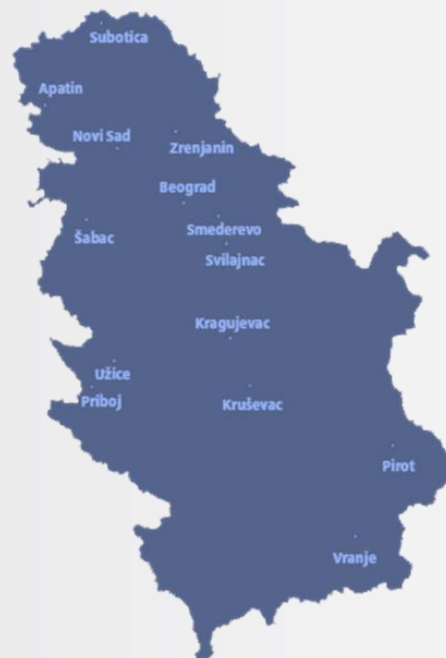 Subotica
Apatin
Novi Sad
Zrenjanin
Beograd
Smederevo
Šabac
Svilajnac
Kragujevac
Užice
Priboj
Kruševac
Pirot
Vranje